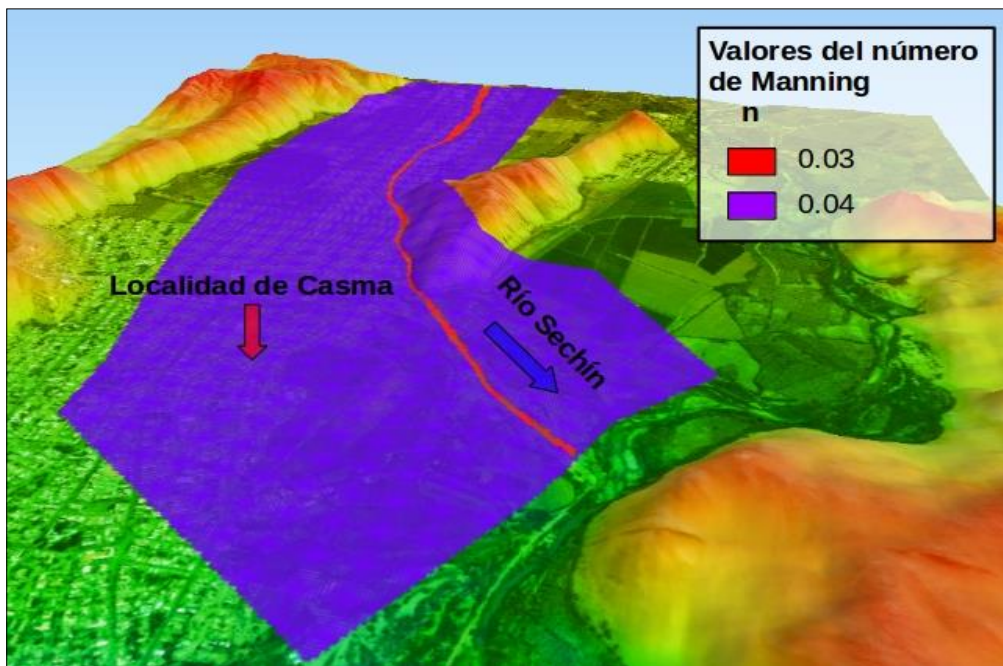 Valores del número
de Manning
n
0.03
0.04
Localidad de Casma
Río Sechín